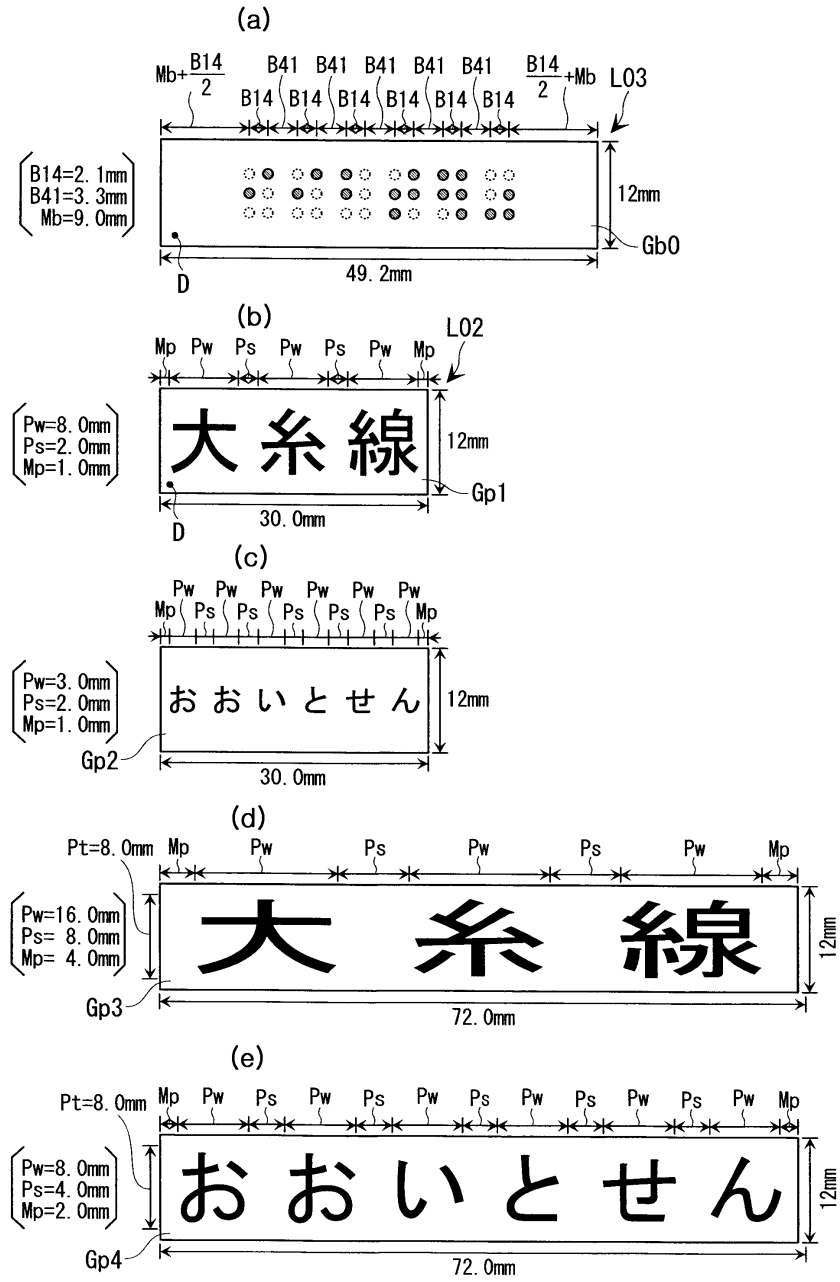 (a)
Mb+B14/2 B41 B41 B41 B41 B41 B14/2+Mb L03
B14 B14 B14 B14 B14 B14
B14=2.1mm
B41=3.3mm
Mb=9.0mm
12mm
D
Gb0
49.2mm
(b)
Mp Pw Ps Pw Ps Pw Mp L02
Pw=8.0mm
Ps=2.0mm
Mp=1.0mm
大糸線
12mm
D
Gp1
30.0mm
(c)
Pw Pw Pw Pw Pw Pw
Mp Ps Ps Ps Ps Ps Mp
Pw=3.0mm
Ps=2.0mm
Mp=1.0mm
おおいとせん
12mm
Gp2
30.0mm
(d)
Pt=8.0mm Mp Pw Ps Pw Ps Pw Mp
Pw=16.0mm
Ps= 8.0mm
Mp= 4.0mm
大糸線
12mm
Gp3
72.0mm
(e)
Pt=8.0mm Mp Pw Ps Pw Ps Pw Ps Pw Ps Pw Ps Pw Mp
Pw=8.0mm
Ps=4.0mm
Mp=2.0mm
おおいとせん
12mm
Gp4
72.0mm